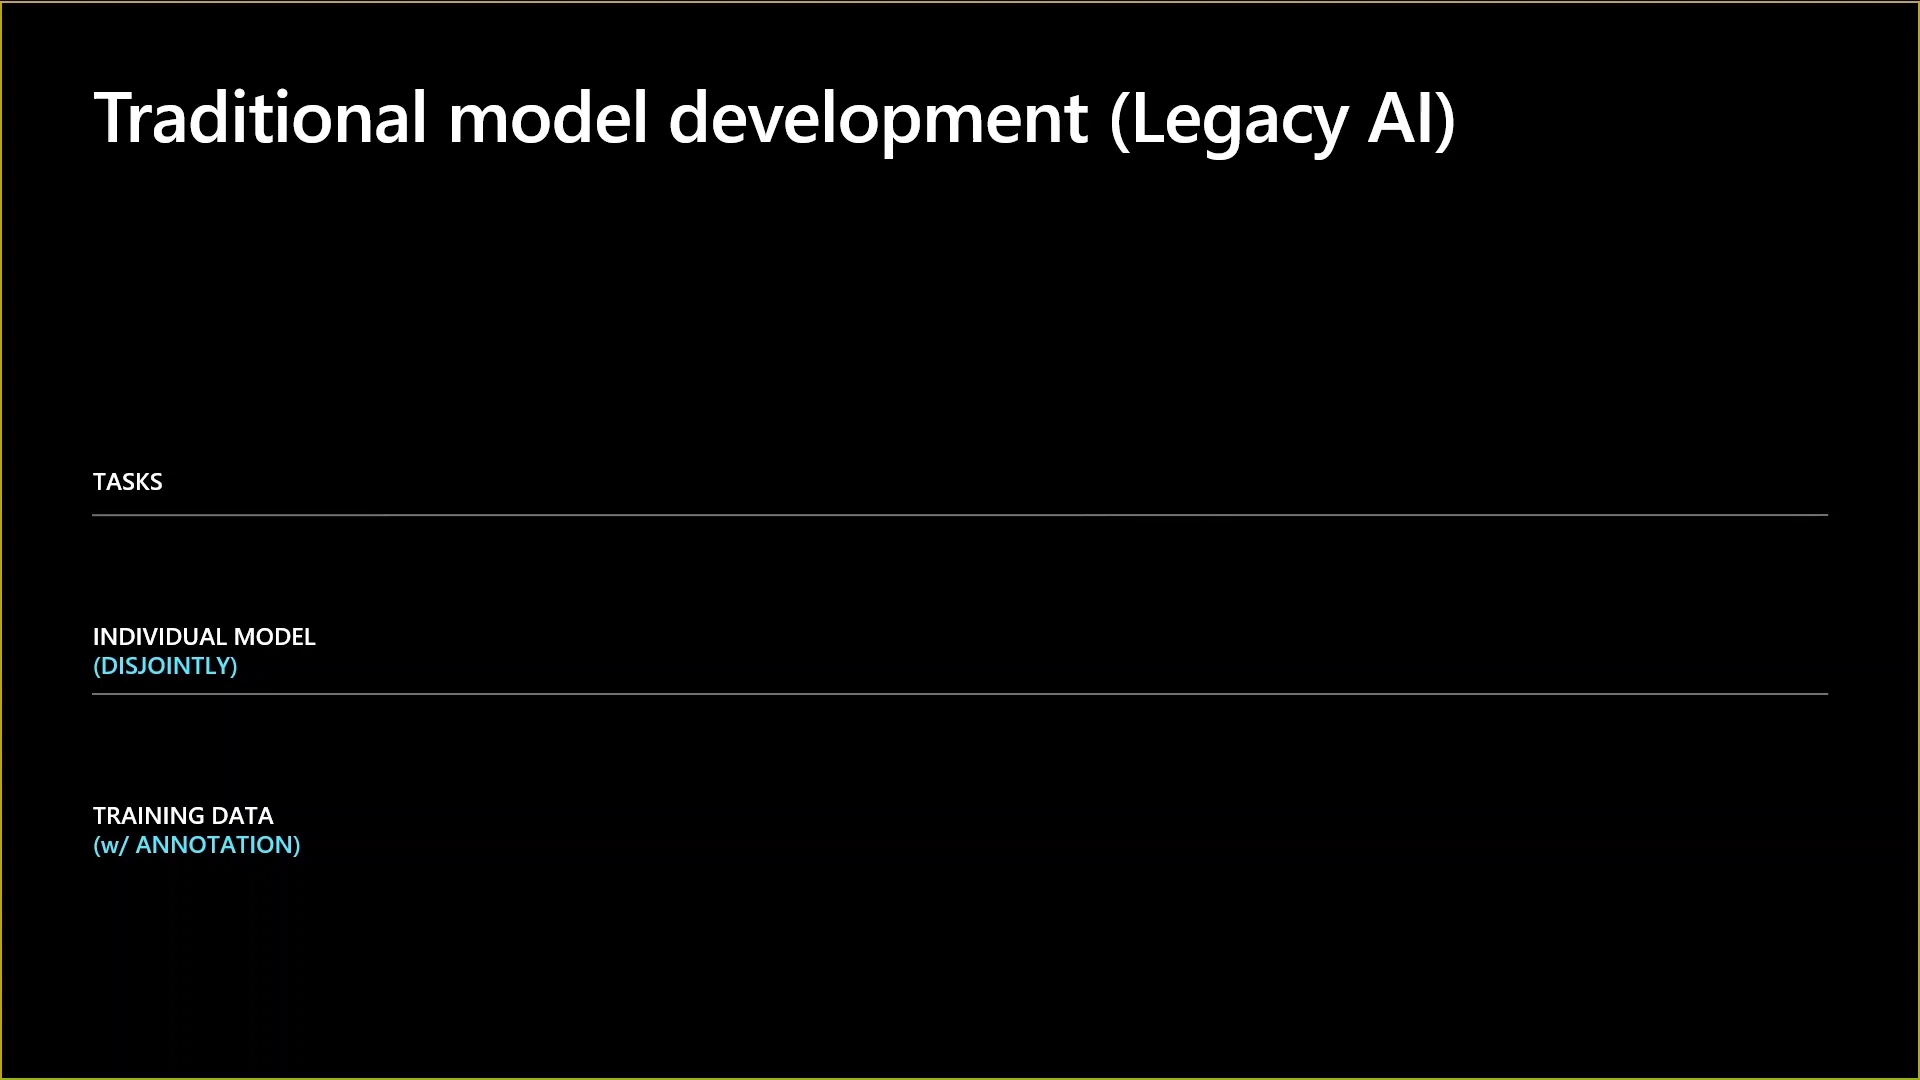 Traditional model development (Legacy AI)
TASKS
INDIVIDUAL MODEL
(DISJOINTLY)
TRAINING DATA
(w/ ANNOTATION)